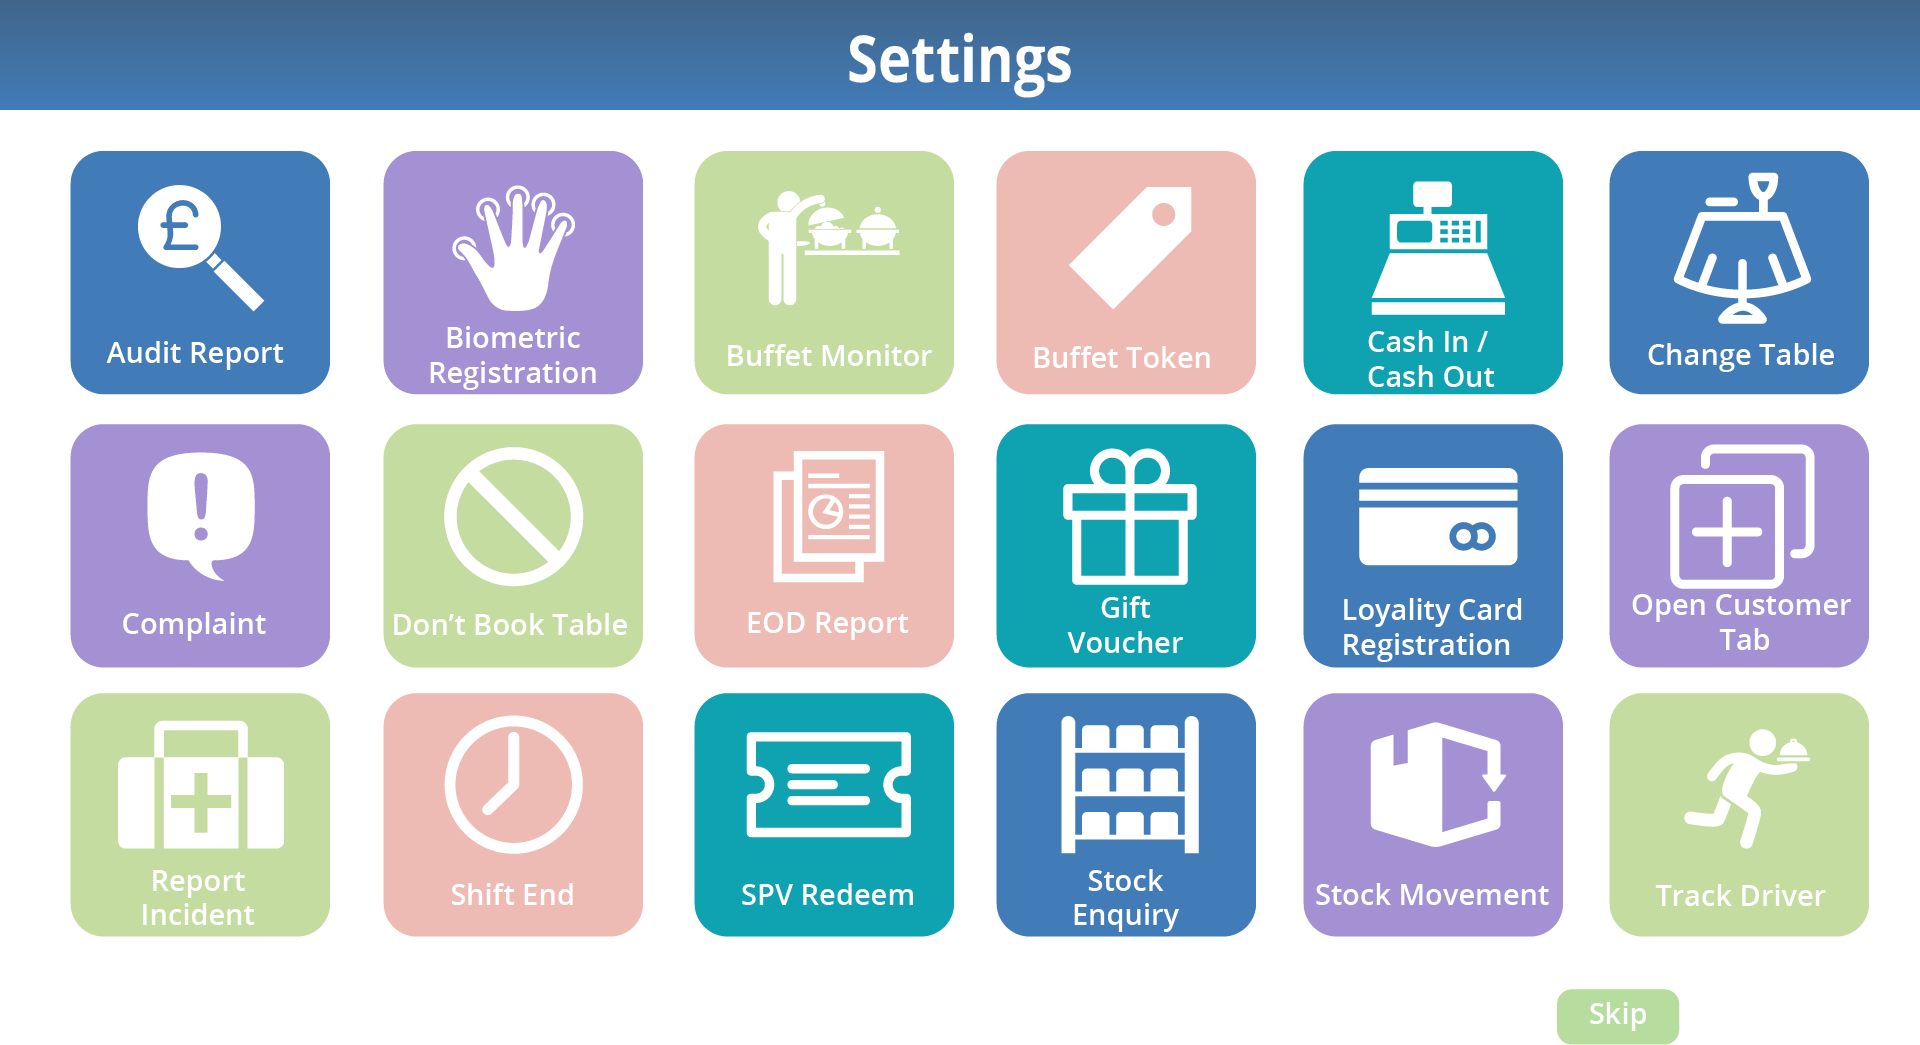 Settings
£
Audit Report
Biometric
Registration
Buffet Monitor
Buffet Token
Cash In /
Cash Out
Change Table
!
Complaint
Don’t Book Table
EOD Report
Gift
Voucher
Loyality Card
Registration
Open Customer
Tab
Report
Incident
Shift End
SPV Redeem
Stock
Enquiry
Stock Movement
Track Driver
Skip